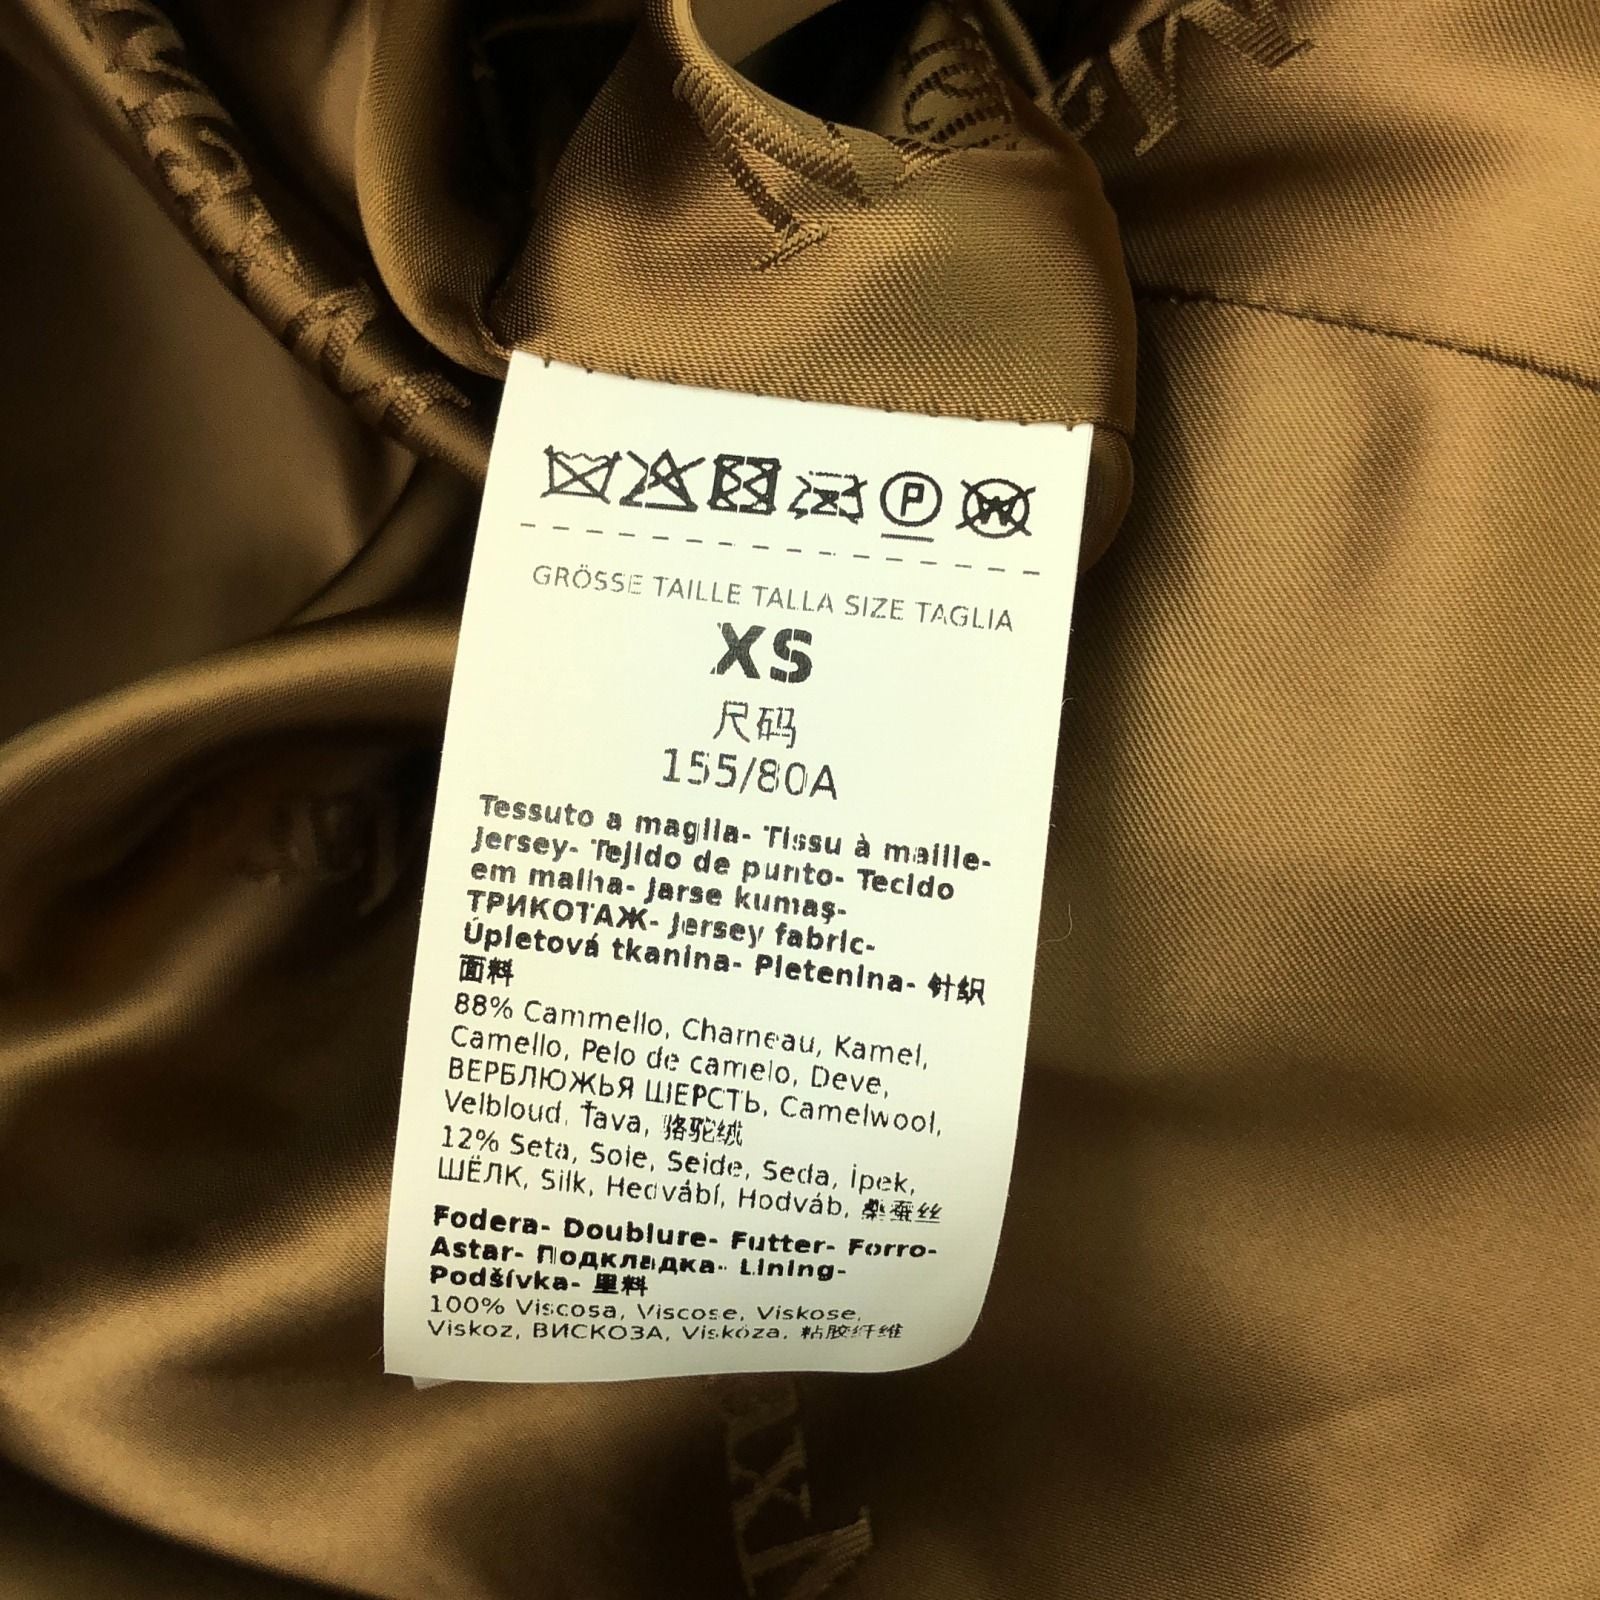 GRÖSSE TAILLE TALLA SIZE TAGLIA
XS
尺码
155/80A
Tessuto a maglia- Tissu à maille-
Jersey- Tejido de punto- Tecido
em malha- Jarse kumaş-
ТРИКОТАЖ- Jersey fabric-
Úpletová tkanina- Pletenina- 针织
面料
88% Cammello, Chameau, Kamel,
Camello, Pelo de camelo, Deve,
ВЕРБЛЮЖЬЯ ШЕРСТЬ, Camelwool,
Velbloud, Ťava, 骆驼绒
12% Seta, Soie, Seide, Seda, İpek,
ШЁЛК, Silk, Hedvábí, Hodváb, 桑蚕丝
Fodera- Doublure- Futter- Forro-
Astar- Подкладка- Lining-
Podšívka- 里料
100% Viscosa, Viscose, Viskose,
Viskoz, ВИСКОЗА, Viskóza, 粘胶纤维